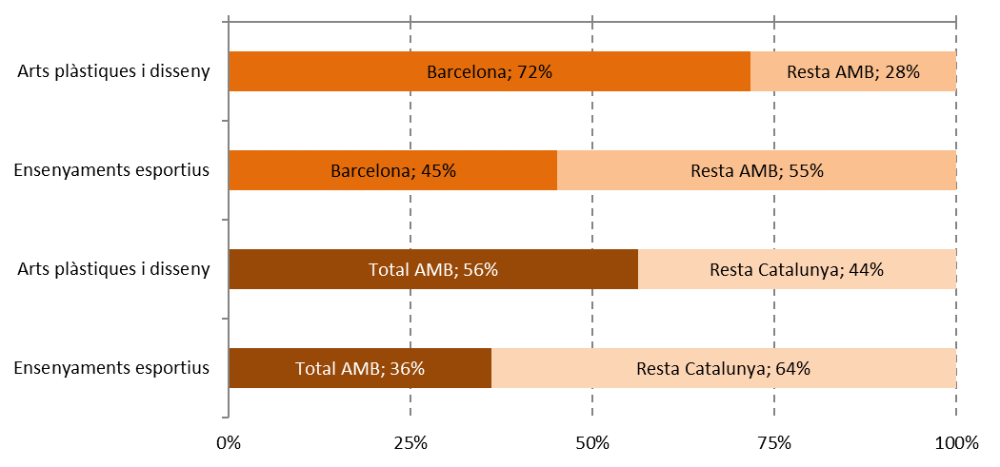 Arts plàstiques i disseny
Barcelona; 72%
Resta AMB; 28%
Ensenyaments esportius
Barcelona; 45%
Resta AMB; 55%
Arts plàstiques i disseny
Total AMB; 56%
Resta Catalunya; 44%
Ensenyaments esportius
Total AMB; 36%
Resta Catalunya; 64%
0%
25%
50%
75%
100%